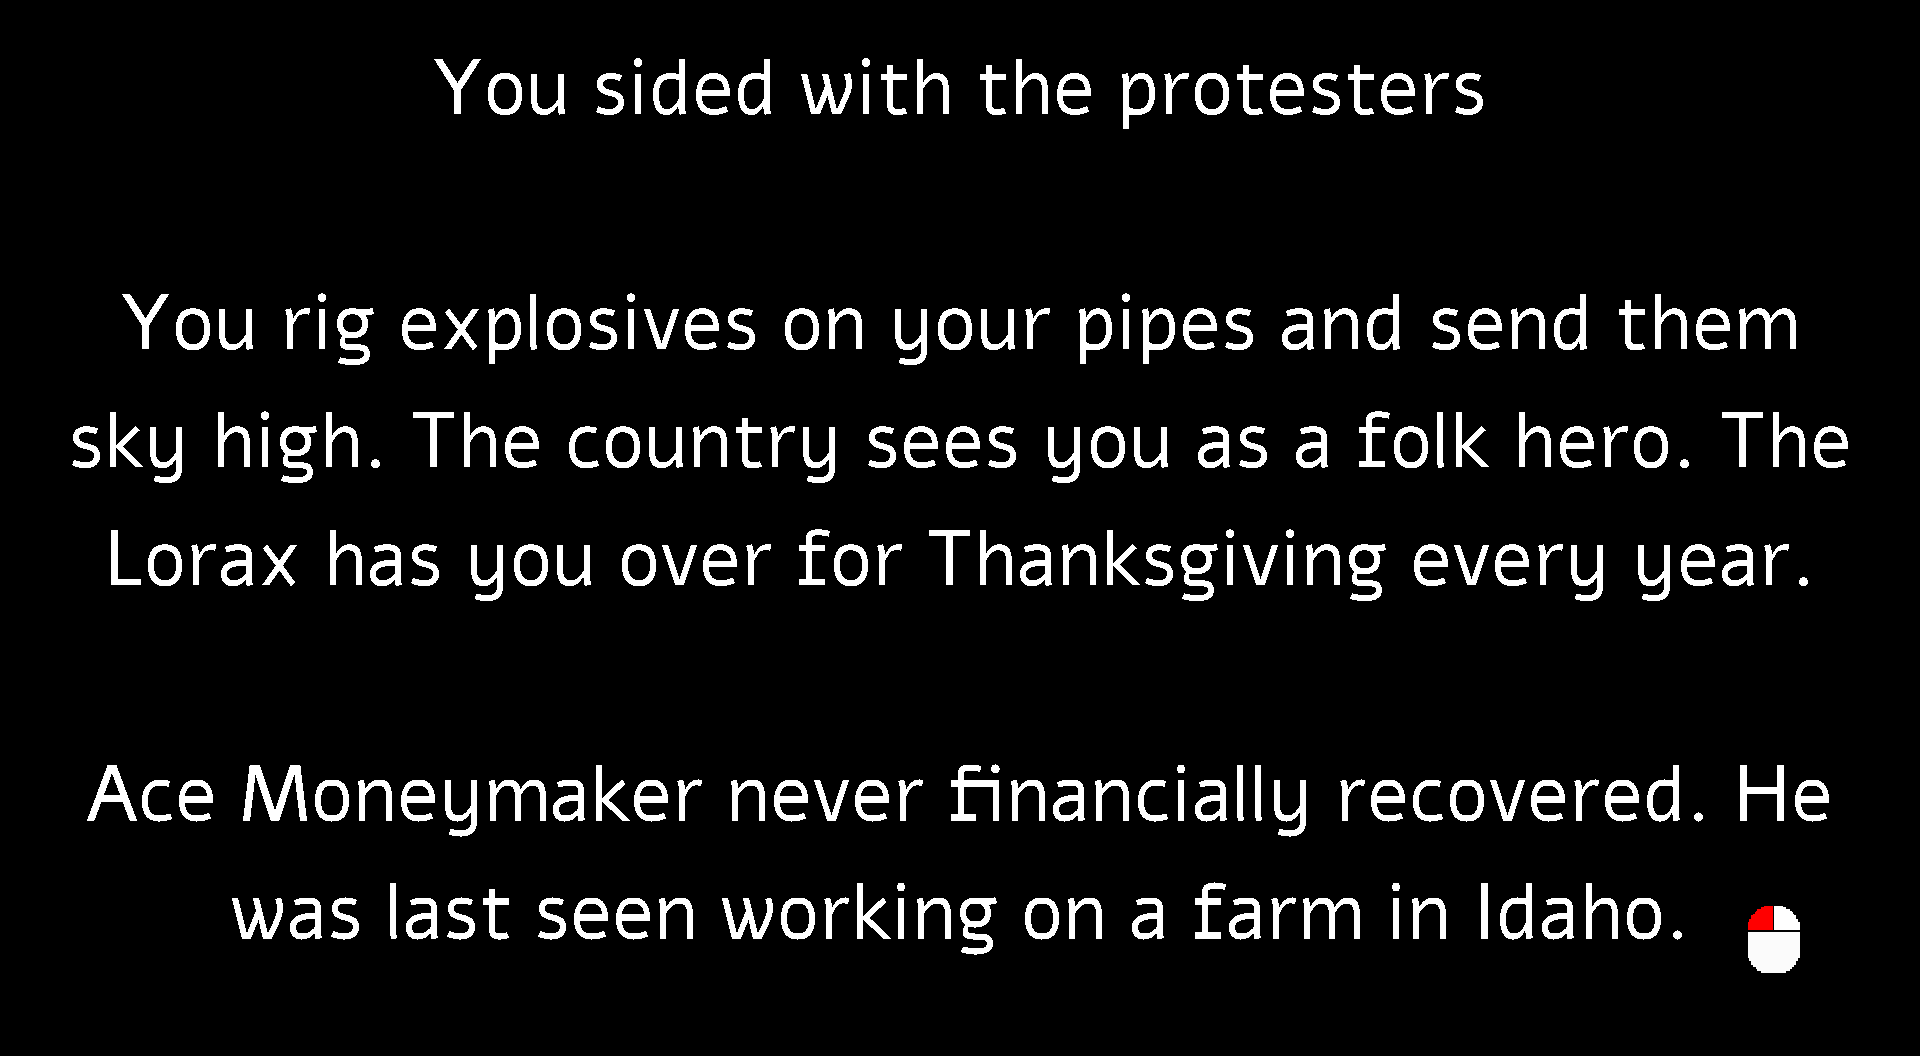 You sided with the protesters
You rig explosives on your pipes and send them
sky high. The country sees you as a folk hero. The
Lorax has you over for Thanksgiving every year.
Ace Moneymaker never financially recovered. He
was last seen working on a farm in Idaho.